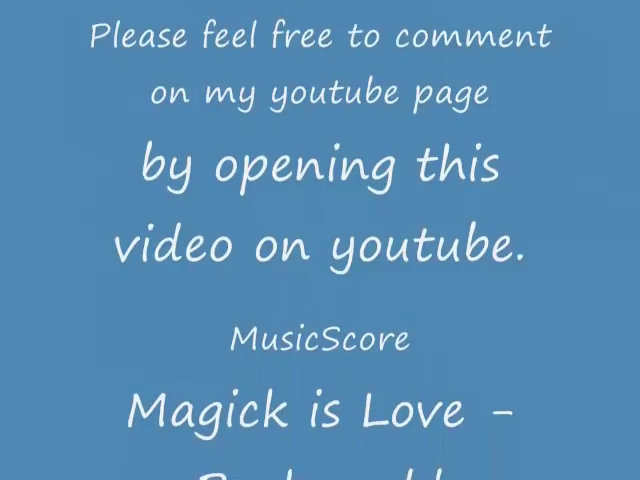 Please feel free to comment
on my youtube page
by opening this
video on youtube.
MusicScore
Magick is Love -